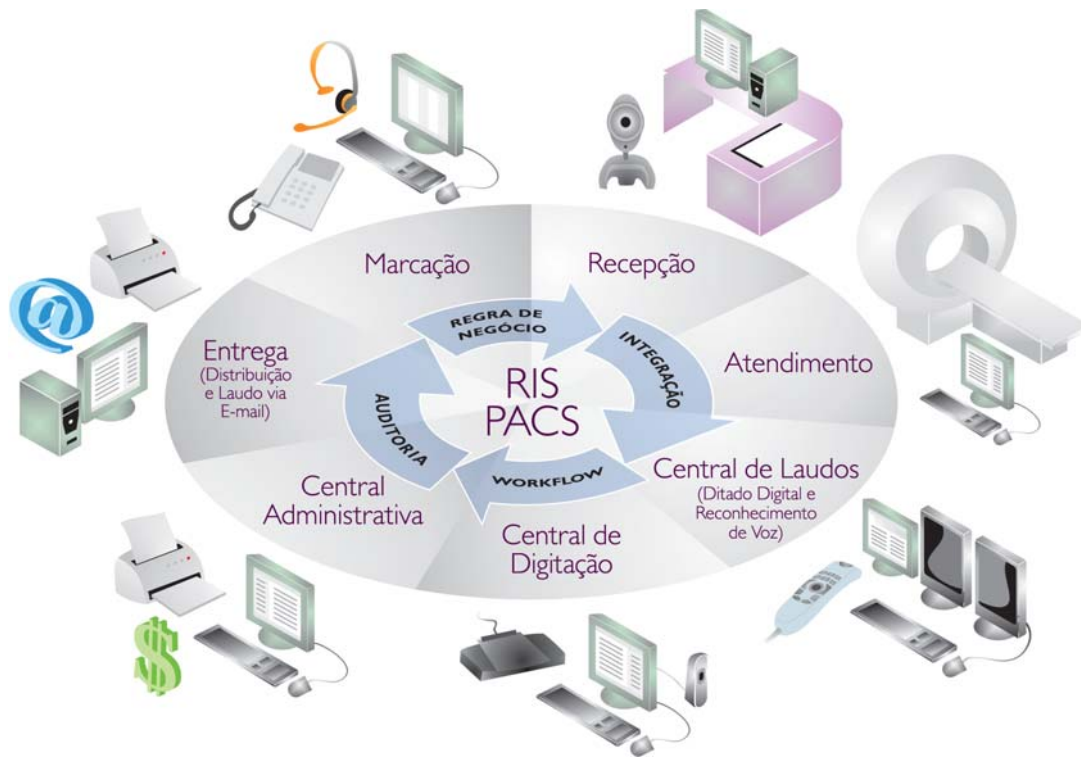 Marcação
Recepção
Atendimento
Central de Laudos
(Ditado Digital e
Reconhecimento
de Voz)
Central de
Digitação
Central
Administrativa
Entrega
(Distribuição
e Laudo via
E-mail)
REGRA DE
NEGÓCIO
INTEGRAÇÃO
WORKFLOW
AUDITORIA
RIS
PACS
@
$